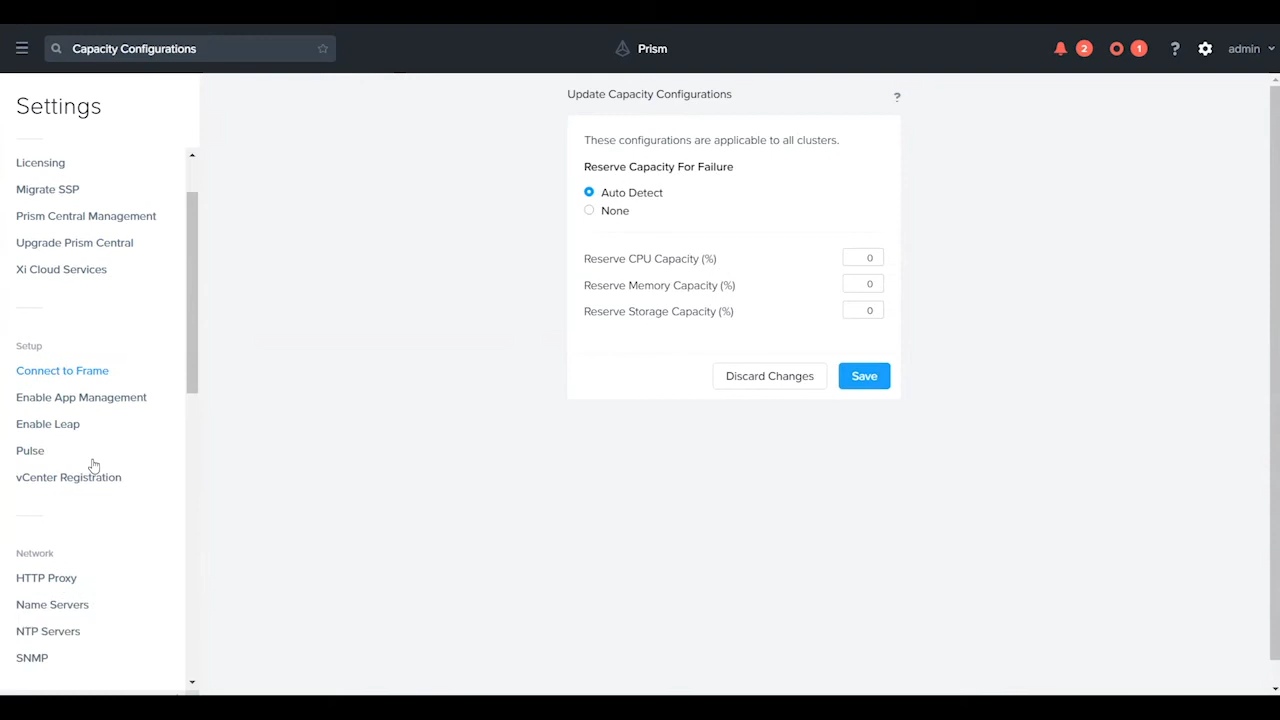 Capacity Configurations
Prism
2
1
?
admin
Settings
Licensing
Migrate SSP
Prism Central Management
Upgrade Prism Central
Xi Cloud Services
Setup
Connect to Frame
Enable App Management
Enable Leap
Pulse
vCenter Registration
Network
HTTP Proxy
Name Servers
NTP Servers
SNMP
Update Capacity Configurations
?
These configurations are applicable to all clusters.
Reserve Capacity For Failure
Auto Detect
None
Reserve CPU Capacity (%) 0
Reserve Memory Capacity (%) 0
Reserve Storage Capacity (%) 0
Discard Changes
Save